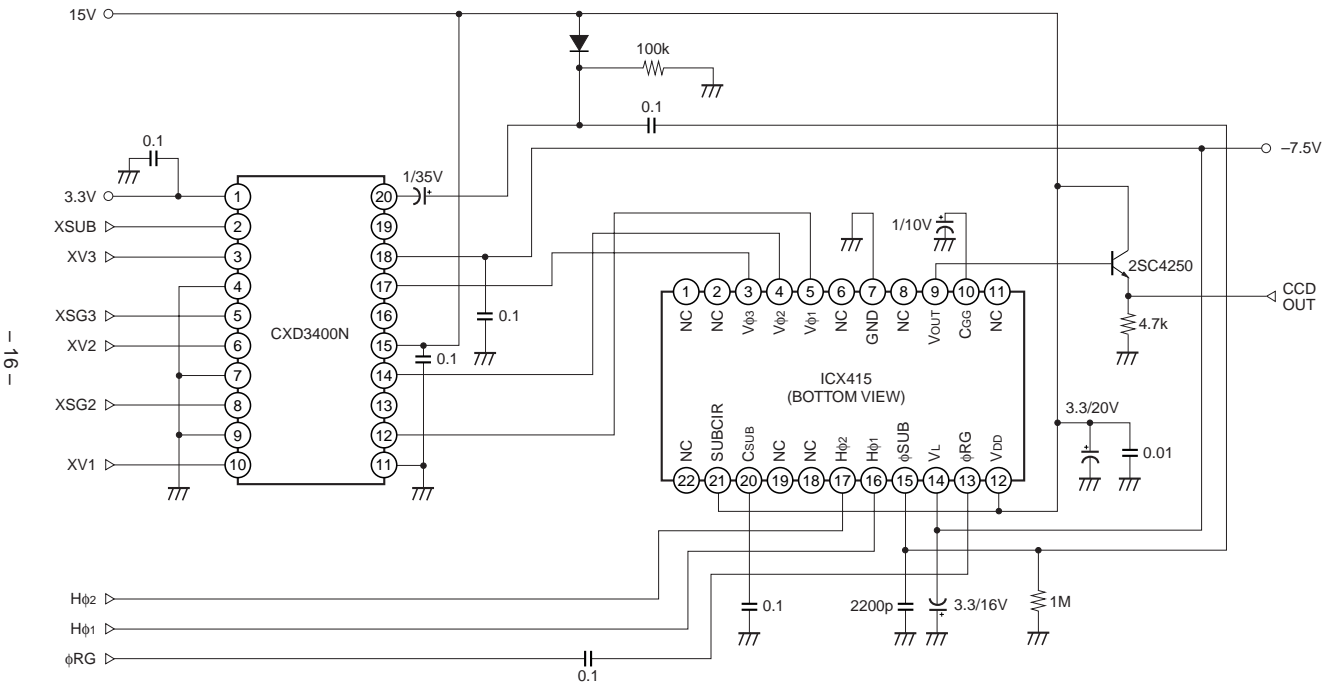 15V
100k
0.1
–7.5V
0.1
1/35V
3.3V
XSUB
XV3
XSG3
XV2
XSG2
XV1
1
2
3
4
5
6
7
8
9
10
CXD3400N
20
19
18
17
16
15
14
13
12
11
0.1
0.1
1/10V
2SC4250
CCD
OUT
4.7k
1 2 3 4 5 6 7 8 9 10 11
NC NC Vϕ3 Vϕ2 Vϕ1 NC GND NC VOUT CGG NC
ICX415
(BOTTOM VIEW)
NC SUBCIR CSUB NC NC Hϕ2 Hϕ1 ϕSUB VL ϕRG VDD
22 21 20 19 18 17 16 15 14 13 12
3.3/20V
0.01
Hϕ2
Hϕ1
ϕRG
0.1
0.1
2200p
3.3/16V
1M
– 16 –